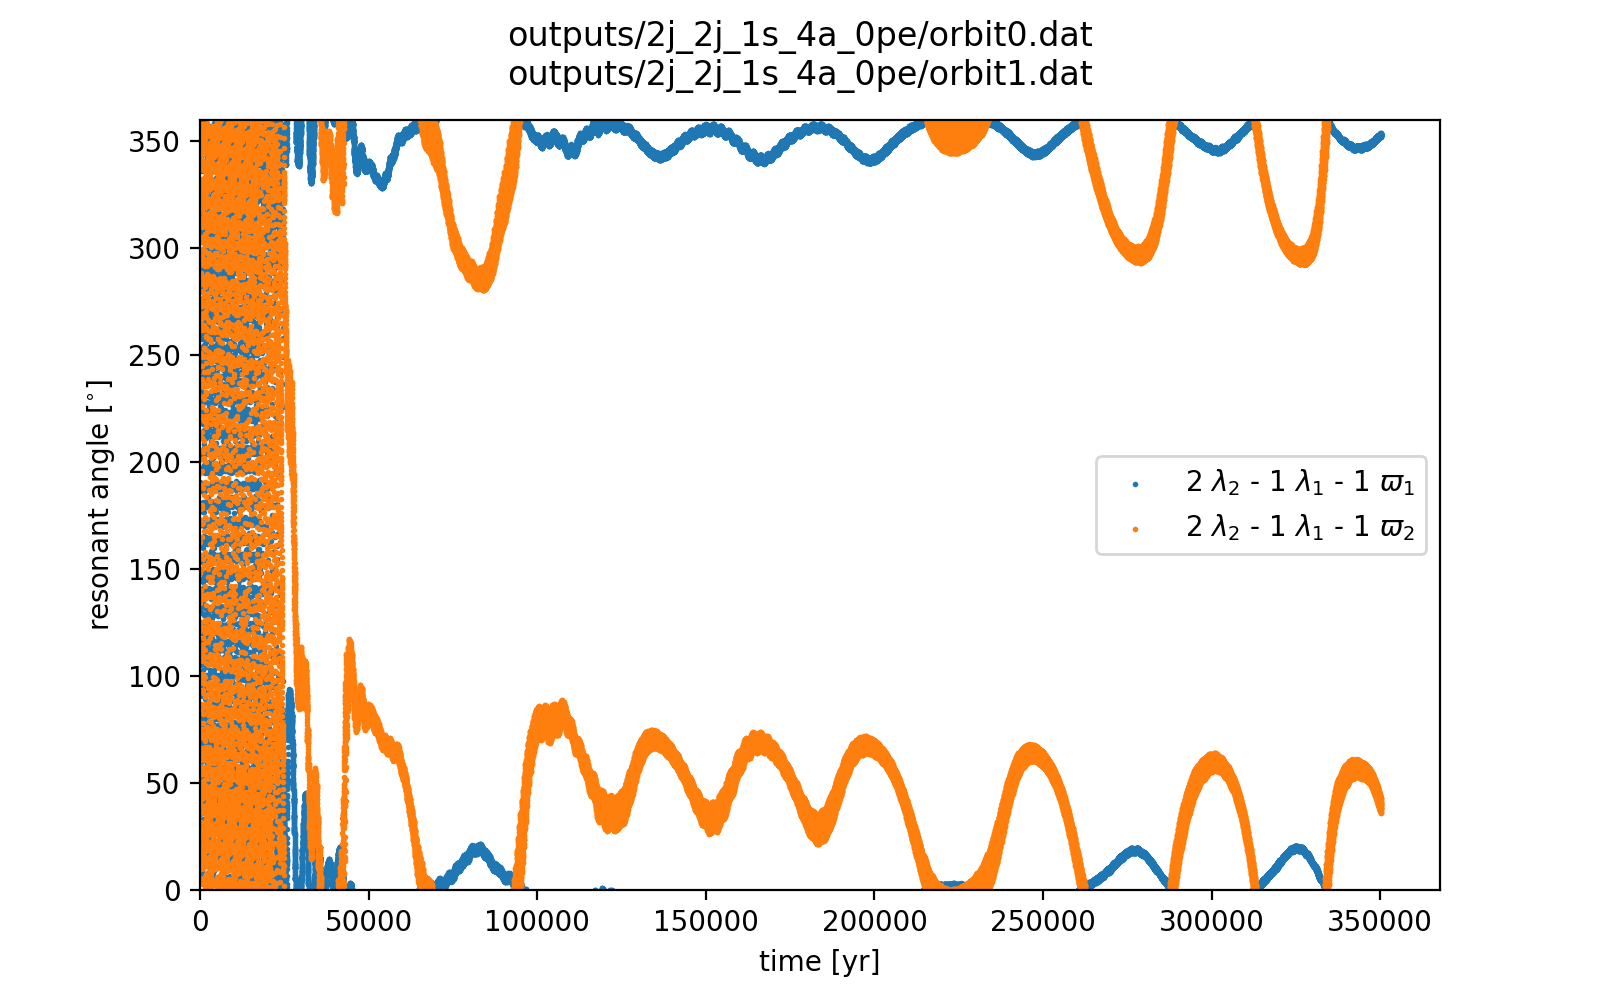 outputs/2j_2j_1s_4a_0pe/orbit0.dat
outputs/2j_2j_1s_4a_0pe/orbit1.dat
350
300
250
200
150
100
50
0
resonant angle [°]
2 λ₂ - 1 λ₁ - 1 ϖ₁
2 λ₂ - 1 λ₁ - 1 ϖ₂
0 50000 100000 150000 200000 250000 300000 350000
time [yr]